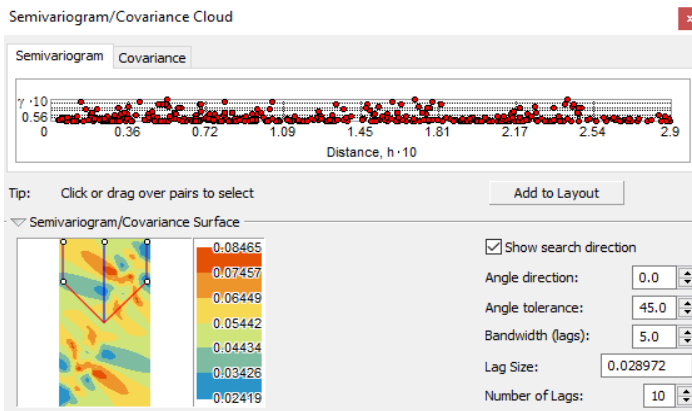 Semivariogram/Covariance Cloud
Semivariogram Covariance
γ · 10
0.56
0 0.36 0.72 1.09 1.45 1.81 2.17 2.54 2.9
Distance, h · 10
Tip: Click or drag over pairs to select Add to Layout
Semivariogram/Covariance Surface
0.08465
0.07457
0.06449
0.05442
0.04434
0.03426
0.02419
Show search direction
Angle direction: 0.0
Angle tolerance: 45.0
Bandwidth (lags): 5.0
Lag Size: 0.028972
Number of Lags: 10